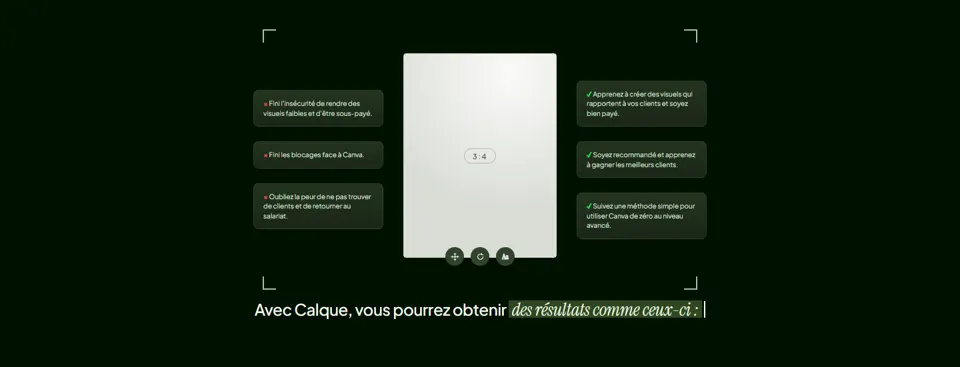 × Fini l'insécurité de rendre des
visuels faibles et d'être sous-payé.
× Fini les blocages face à Canva.
× Oubliez la peur de ne pas trouver
de clients et de retourner au
salariat.
3:4
✓ Apprenez à créer des visuels qui
rapportent à vos clients et soyez
bien payé.
✓ Soyez recommandé et apprenez
à gagner les meilleurs clients.
✓ Suivez une méthode simple pour
utiliser Canva de zéro au niveau
avancé.
Avec Calque, vous pourrez obtenir des résultats comme ceux-ci :